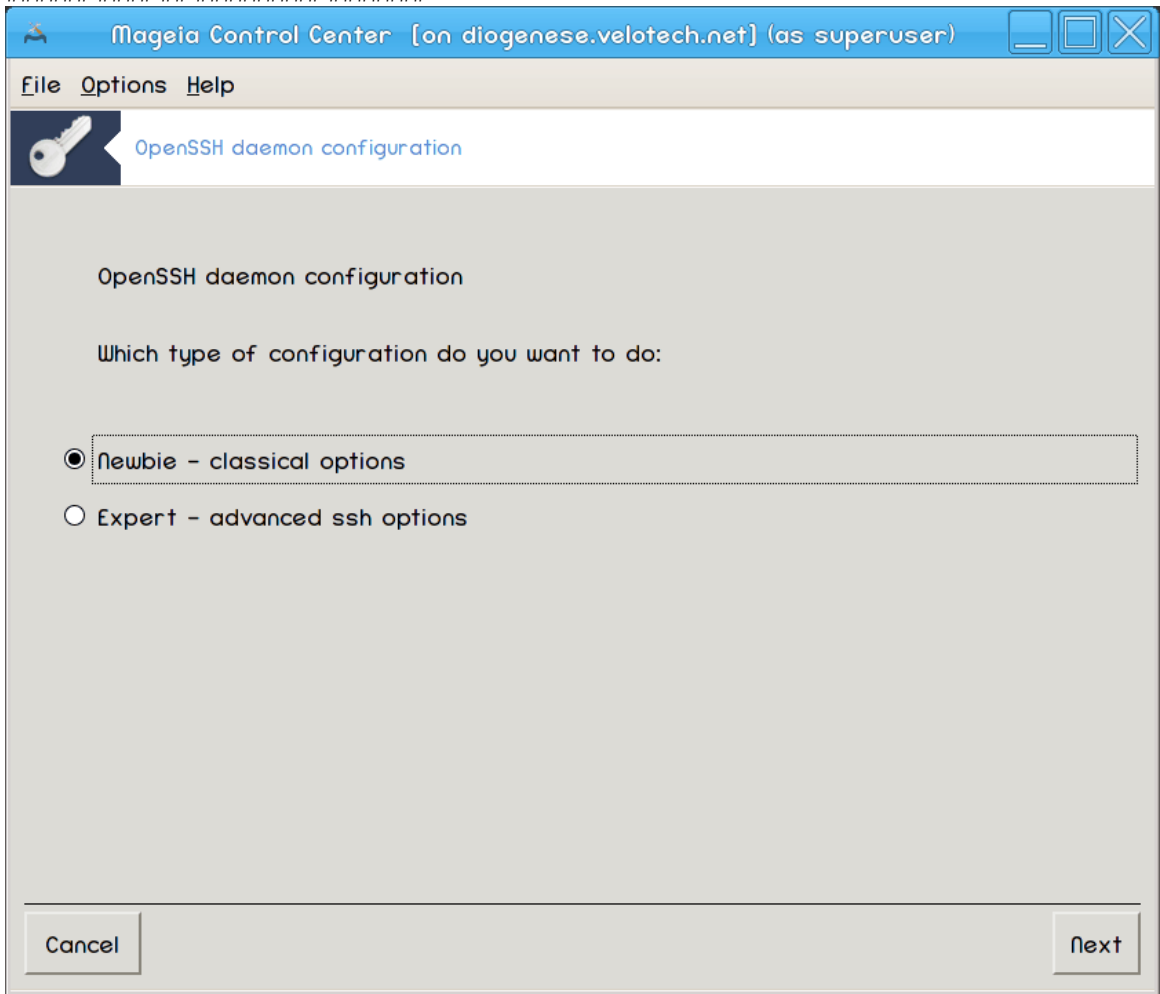 Mageia Control Center [on diogenese.velotech.net] (as superuser)
File Options Help
OpenSSH daemon configuration
OpenSSH daemon configuration
Which type of configuration do you want to do:
Newbie - classical options
Expert - advanced ssh options
Cancel Next